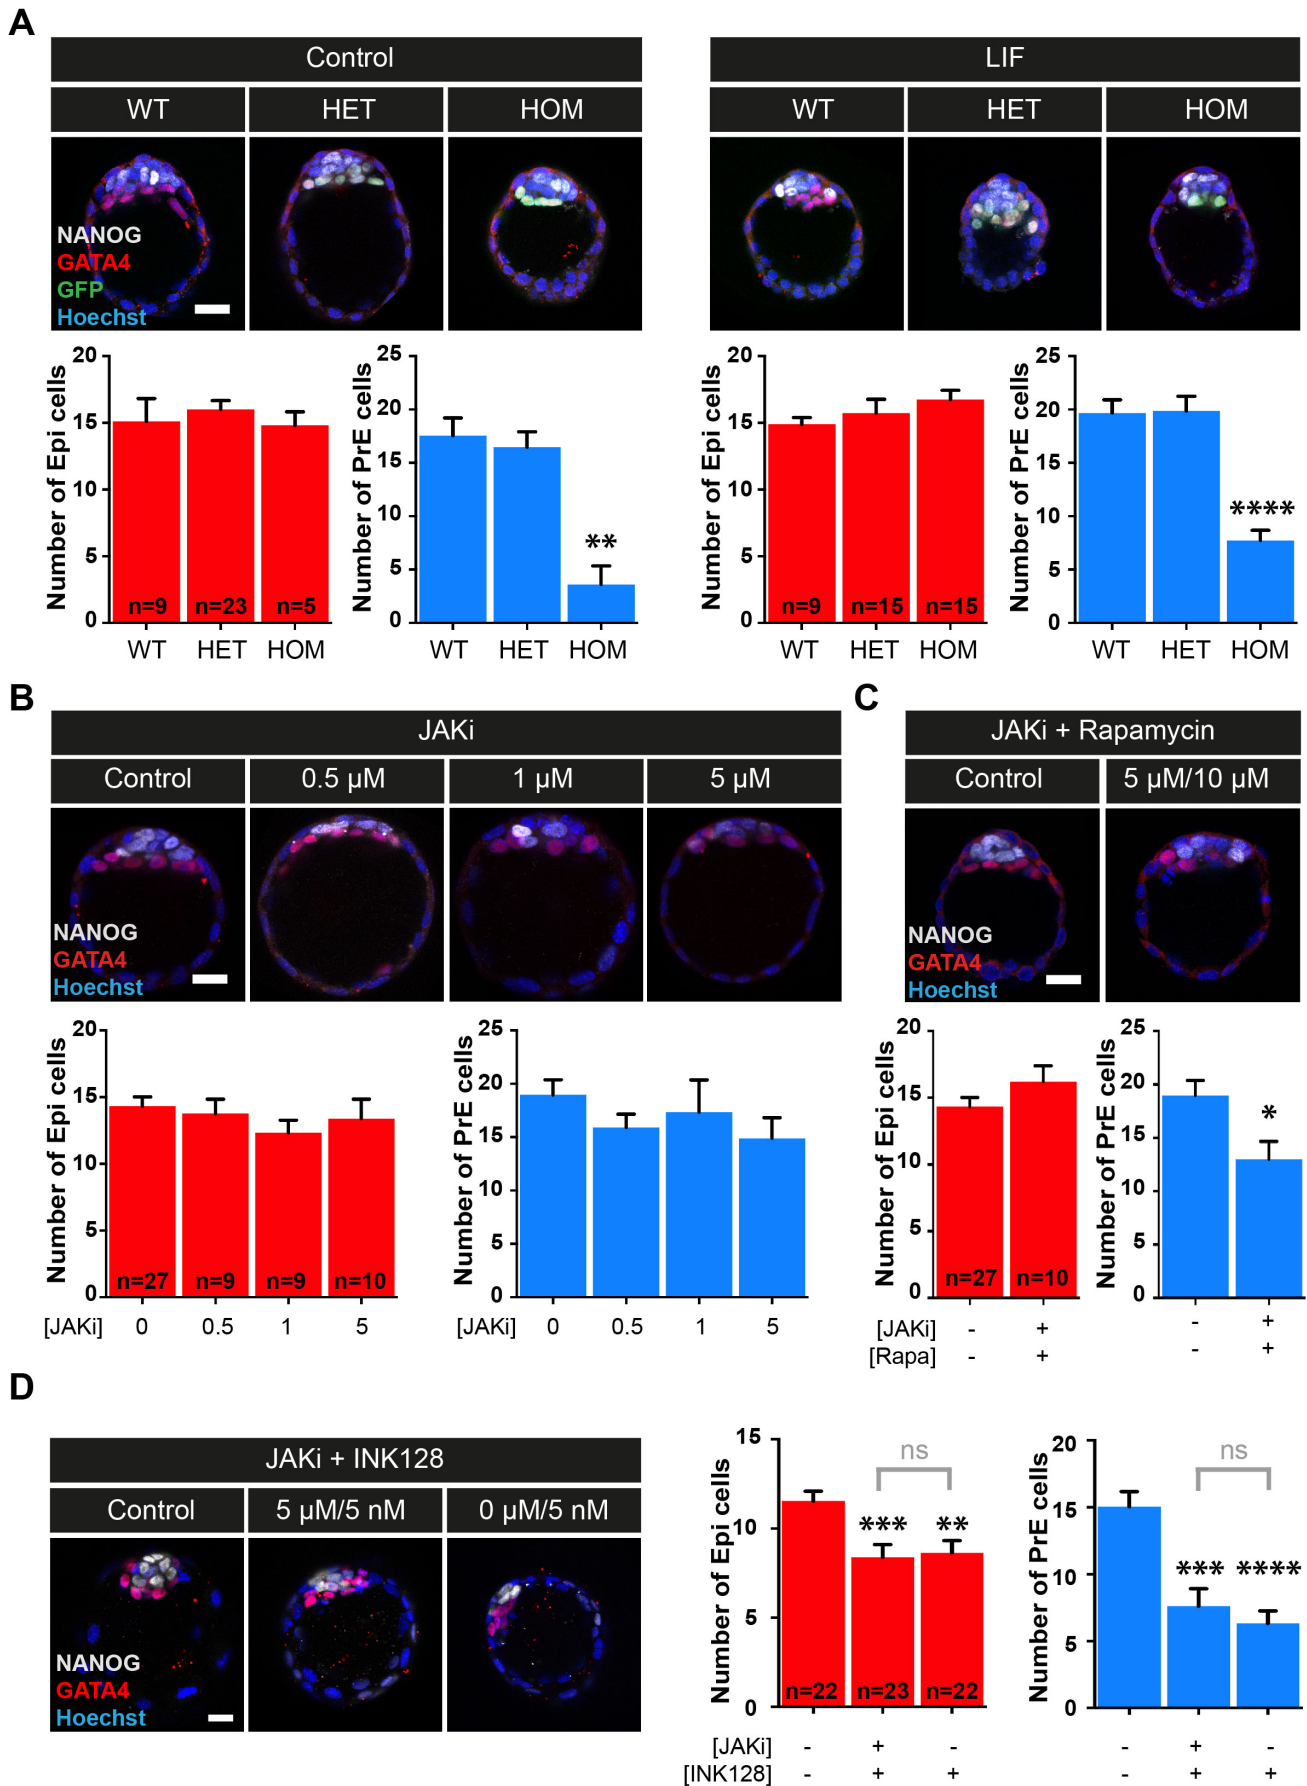 A
Control
LIF
WT HET HOM
WT HET HOM
NANOG
GATA4
GFP
Hoechst
Number of Epi cells
20
15
10
5
0
n=9 n=23 n=5
WT HET HOM
Number of PrE cells
25
20
15
10
5
0
**
WT HET HOM
Number of Epi cells
20
15
10
5
0
n=9 n=15 n=15
WT HET HOM
Number of PrE cells
25
20
15
10
5
0
****
WT HET HOM
B
JAKi
Control 0.5 µM 1 µM 5 µM
NANOG
GATA4
Hoechst
Number of Epi cells
20
15
10
5
0
n=27 n=9 n=9 n=10
[JAKi] 0 0.5 1 5
Number of PrE cells
25
20
15
10
5
0
[JAKi] 0 0.5 1 5
C
JAKi + Rapamycin
Control 5 µM/10 µM
NANOG
GATA4
Hoechst
Number of Epi cells
20
15
10
5
0
n=27 n=10
[JAKi] - +
[Rapa] - +
Number of PrE cells
25
20
15
10
5
0
*
- +
- +
D
JAKi + INK128
Control 5 µM/5 nM 0 µM/5 nM
NANOG
GATA4
Hoechst
Number of Epi cells
15
10
5
0
ns
*** **
n=22 n=23 n=22
[JAKi] - + -
[INK128] - + +
Number of PrE cells
20
15
10
5
0
ns
*** ****
- + -
- + +